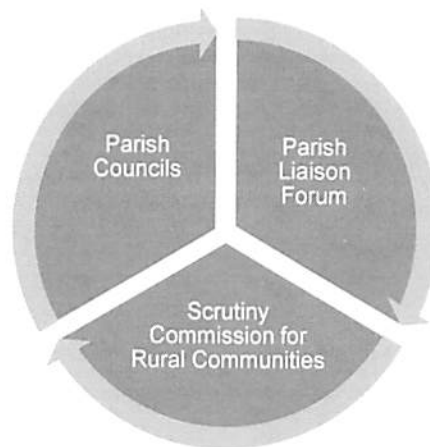 Parish
Councils
Parish
Liaison
Forum
Scrutiny
Commission for
Rural Communities